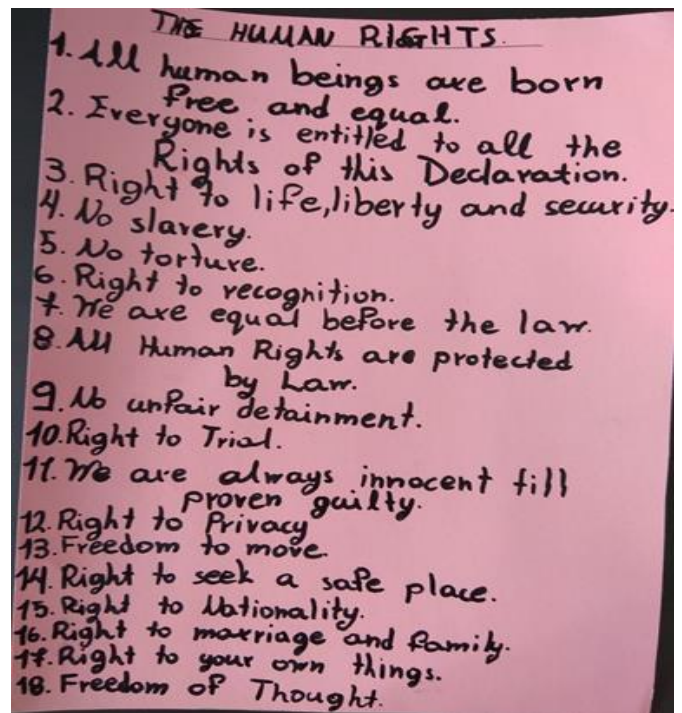 THE HUMAN RIGHTS.
1. All human beings are born
free and equal.
2. Everyone is entitled to all the
Rights of this Declaration.
3. Right to life, liberty and security.
4. No slavery.
5. No torture.
6. Right to recognition.
7. We are equal before the law.
8. All Human Rights are protected
by Law.
9. No unfair detainment.
10. Right to Trial.
11. We are always innocent till
proven guilty.
12. Right to Privacy
13. Freedom to move.
14. Right to seek a safe place.
15. Right to Nationality.
16. Right to marriage and family.
17. Right to your own things.
18. Freedom of Thought.